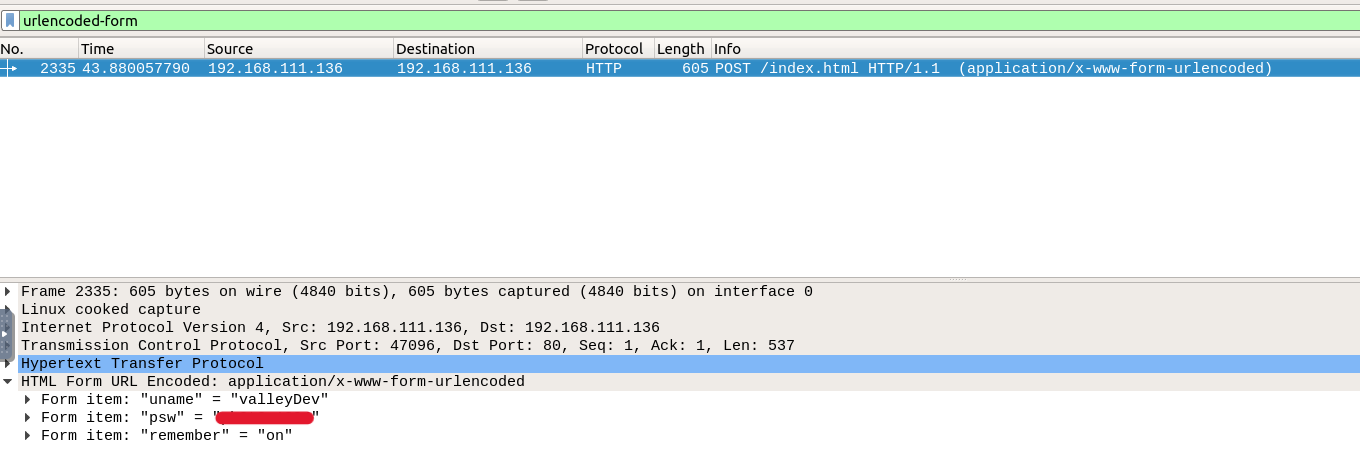 urlencoded-form
No. Time Source Destination Protocol Length Info
2335 43.880057790 192.168.111.136 192.168.111.136 HTTP 605 POST /index.html HTTP/1.1 (application/x-www-form-urlencoded)
Frame 2335: 605 bytes on wire (4840 bits), 605 bytes captured (4840 bits) on interface 0
Linux cooked capture
Internet Protocol Version 4, Src: 192.168.111.136, Dst: 192.168.111.136
Transmission Control Protocol, Src Port: 47096, Dst Port: 80, Seq: 1, Ack: 1, Len: 537
Hypertext Transfer Protocol
HTML Form URL Encoded: application/x-www-form-urlencoded
Form item: "uname" = "valleyDev"
Form item: "psw" = "
Form item: "remember" = "on"